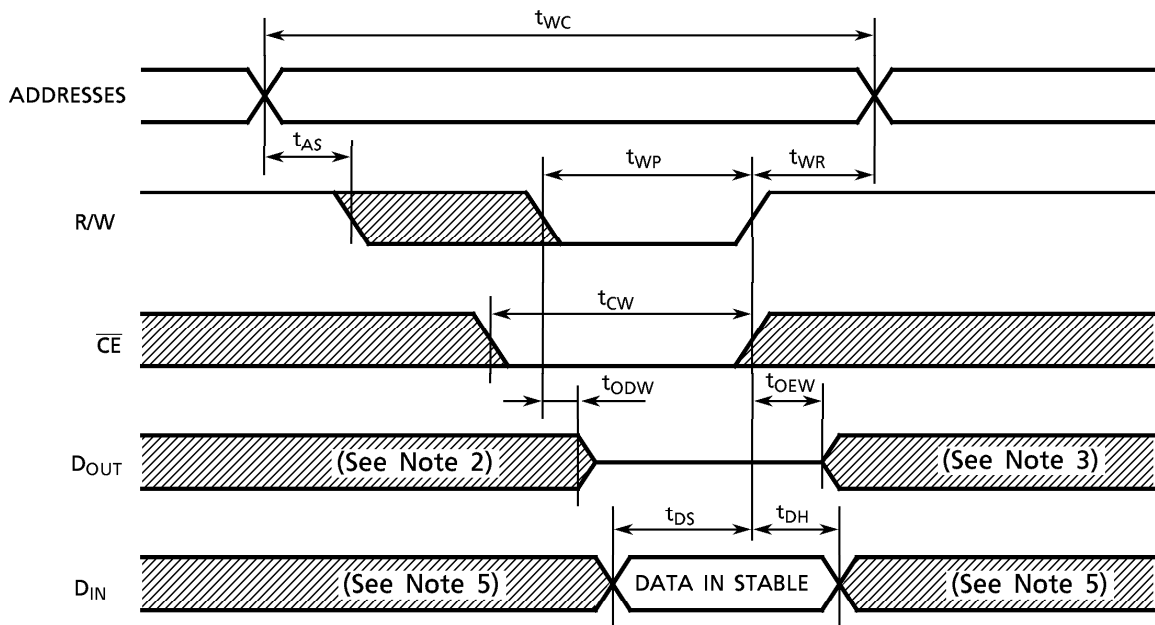 tWC
ADDRESSES
tAS
tWP
tWR
R/W
tCW
CE
tODW
tOEW
DOUT
(See Note 2)
(See Note 3)
tDS
tDH
DIN
(See Note 5)
DATA IN STABLE
(See Note 5)